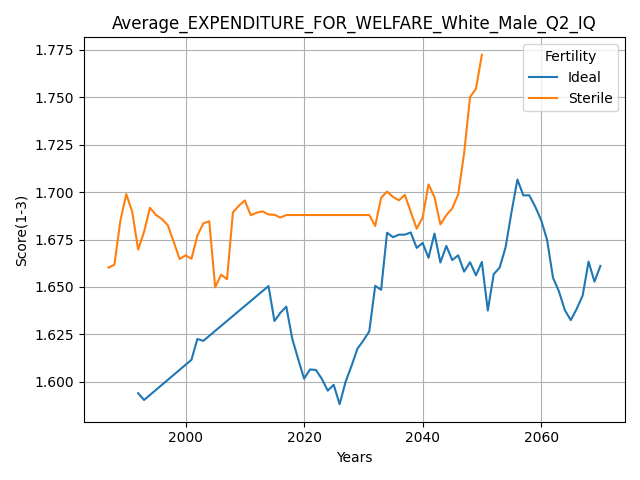 Average_EXPENDITURE_FOR_WELFARE_White_Male_Q2_IQ
Fertility
Ideal
Sterile
Score(1-3)
1.775
1.750
1.725
1.700
1.675
1.650
1.625
1.600
2000
2020
2040
2060
Years